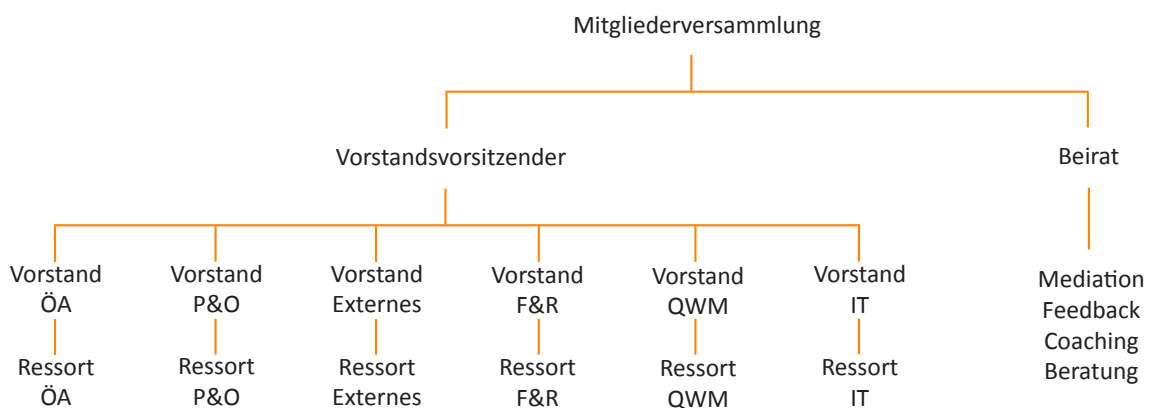 Mitgliederversammlung
Vorstandsvorsitzender
Beirat
Vorstand
ÖA
Vorstand
P&O
Vorstand
Externes
Vorstand
F&R
Vorstand
QWM
Vorstand
IT
Mediation
Feedback
Coaching
Beratung
Ressort
ÖA
Ressort
P&O
Ressort
Externes
Ressort
F&R
Ressort
QWM
Ressort
IT